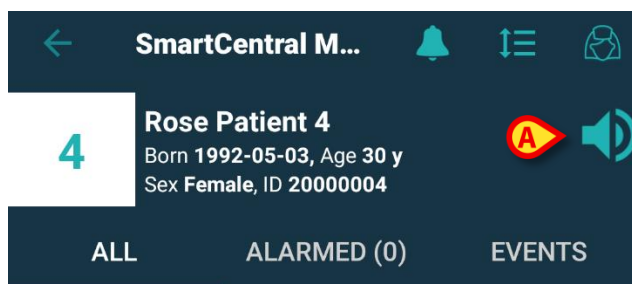 SmartCentral M...
4
Rose Patient 4
Born 1992-05-03, Age 30 y
Sex Female, ID 20000004
A
ALL ALARMED (0) EVENTS